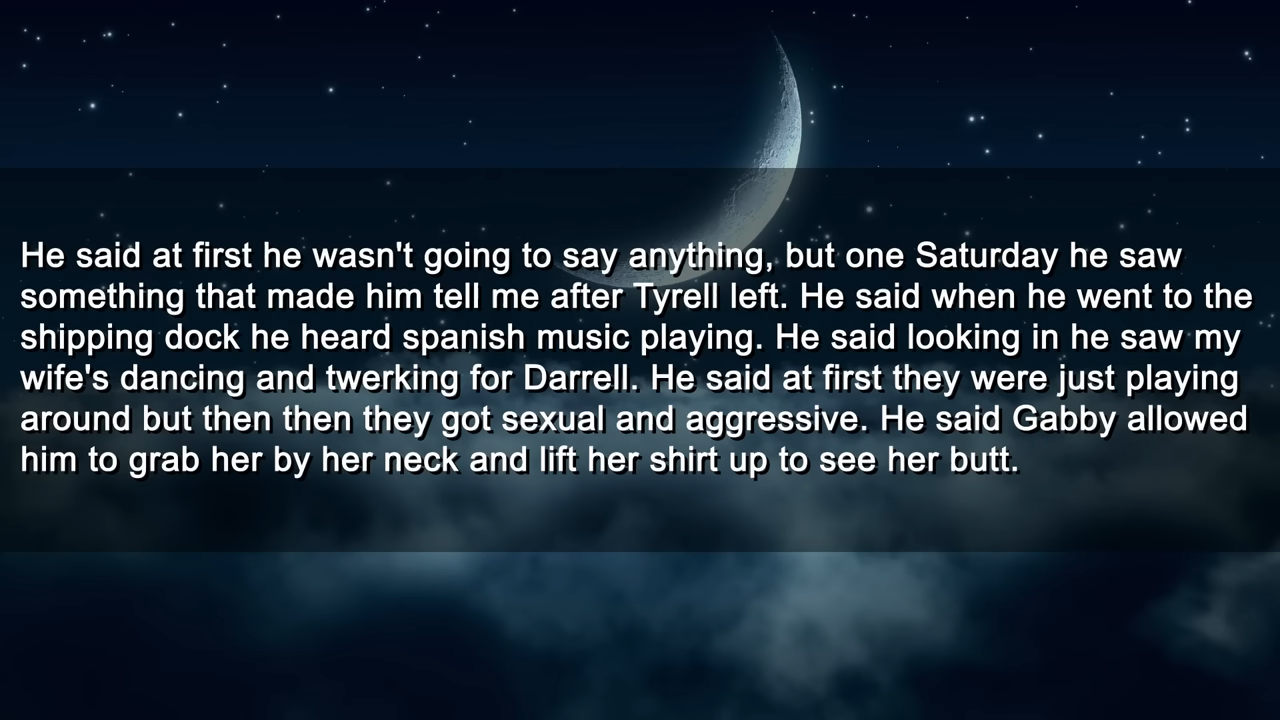 He said at first he wasn't going to say anything, but one Saturday he saw
something that made him tell me after Tyrell left. He said when he went to the
shipping dock he heard spanish music playing. He said looking in he saw my
wife's dancing and twerking for Darrell. He said at first they were just playing
around but then then they got sexual and aggressive. He said Gabby allowed
him to grab her by her neck and lift her shirt up to see her butt.